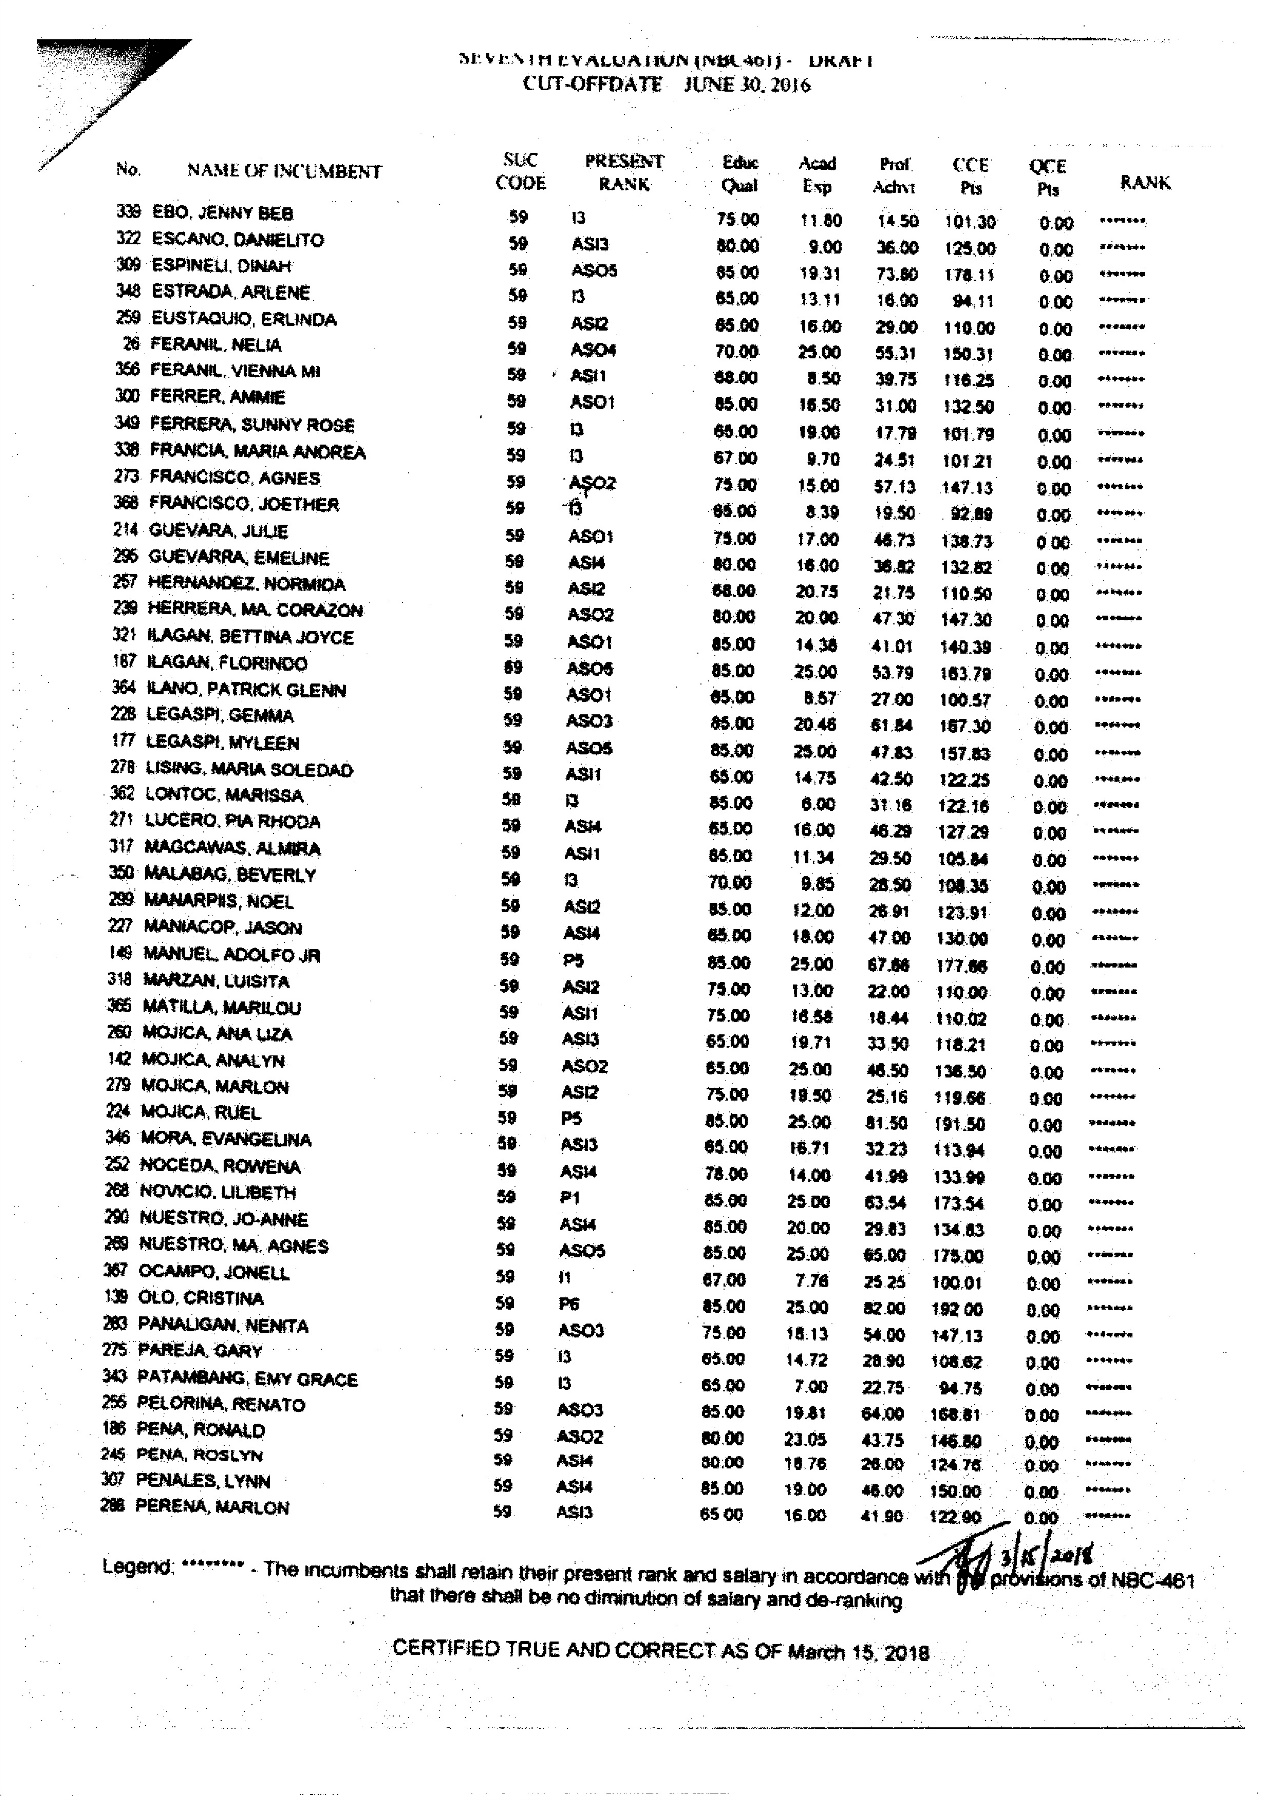 SEVENTH EVALUATION (NBC 461) - DRAFT
CUT-OFFDATE JUNE 30, 2016
No. NAME OF INCUMBENT SUC CODE PRESENT RANK Educ Qual Acad Exp Prof. Achvt CCE Pts QCE Pts RANK
339 EBO, JENNY BEB 59 I3 75.00 11.80 14.50 101.30 0.00 *******
322 ESCANO, DANIELITO 59 ASI3 80.00 9.00 36.00 125.00 0.00 *******
309 ESPINELI, DINAH 59 ASO5 85.00 19.31 73.80 178.11 0.00 *******
348 ESTRADA, ARLENE 59 I3 65.00 13.11 16.00 94.11 0.00 *******
259 EUSTAQUIO, ERLINDA 59 ASI2 65.00 16.00 29.00 110.00 0.00 *******
26 FERANIL, NELIA 59 ASO4 70.00 25.00 55.31 150.31 0.00 *******
356 FERANIL, VIENNA MI 59 ASI1 68.00 8.50 39.75 116.25 0.00 *******
300 FERRER, AMMIE 59 ASO1 85.00 16.50 31.00 132.50 0.00 *******
349 FERRERA, SUNNY ROSE 59 I3 65.00 19.00 17.79 101.79 0.00 *******
338 FRANCIA, MARIA ANDREA 59 I3 67.00 9.70 24.51 101.21 0.00 *******
273 FRANCISCO, AGNES 59 ASO2 75.00 15.00 57.13 147.13 0.00 *******
368 FRANCISCO, JOETHER 59 I3 65.00 8.39 19.50 92.89 0.00 *******
214 GUEVARA, JULIE 59 ASO1 75.00 17.00 46.73 138.73 0.00 *******
295 GUEVARRA, EMELINE 59 ASI4 80.00 16.00 36.82 132.82 0.00 *******
257 HERNANDEZ, NORMIDA 59 ASI2 68.00 20.75 21.75 110.50 0.00 *******
239 HERRERA, MA. CORAZON 59 ASO2 80.00 20.00 47.30 147.30 0.00 *******
321 ILAGAN, BETTINA JOYCE 59 ASO1 85.00 14.38 41.01 140.39 0.00 *******
167 ILAGAN, FLORINDO 59 ASO5 85.00 25.00 53.79 163.79 0.00 *******
364 ILANO, PATRICK GLENN 59 ASO1 65.00 8.57 27.00 100.57 0.00 *******
228 LEGASPI, GEMMA 59 ASO3 85.00 20.46 61.84 167.30 0.00 *******
177 LEGASPI, MYLEEN 59 ASO5 85.00 25.00 47.83 157.83 0.00 *******
278 LISING, MARIA SOLEDAD 59 ASI1 65.00 14.75 42.50 122.25 0.00 *******
362 LONTOC, MARISSA 59 I3 85.00 6.00 31.16 122.16 0.00 *******
271 LUCERO, PIA RHODA 59 ASI4 65.00 16.00 46.29 127.29 0.00 *******
317 MAGCAWAS, ALMIRA 59 ASI1 65.00 11.34 29.50 105.84 0.00 *******
350 MALABAG, BEVERLY 59 I3 70.00 9.85 28.50 108.35 0.00 *******
299 MANARPIIS, NOEL 59 ASI2 85.00 12.00 26.91 123.91 0.00 *******
227 MANIACOP, JASON 59 ASI4 65.00 18.00 47.00 130.00 0.00 *******
149 MANUEL, ADOLFO JR 59 P5 85.00 25.00 67.66 177.66 0.00 *******
318 MARZAN, LUISITA 59 ASI2 75.00 13.00 22.00 110.00 0.00 *******
365 MATILLA, MARILOU 59 ASI1 75.00 16.58 18.44 110.02 0.00 *******
260 MOJICA, ANA LIZA 59 ASI3 65.00 19.71 33.50 118.21 0.00 *******
142 MOJICA, ANALYN 59 ASO2 65.00 25.00 46.50 136.50 0.00 *******
279 MOJICA, MARLON 59 ASI2 75.00 19.50 25.16 119.66 0.00 *******
224 MOJICA, RUEL 59 P5 85.00 25.00 81.50 191.50 0.00 *******
346 MORA, EVANGELINA 59 ASI3 65.00 16.71 32.23 113.94 0.00 *******
252 NOCEDA, ROWENA 59 ASI4 78.00 14.00 41.99 133.99 0.00 *******
268 NOVICIO, LILIBETH 59 P1 85.00 25.00 63.54 173.54 0.00 *******
290 NUESTRO, JO-ANNE 59 ASI4 85.00 20.00 29.83 134.83 0.00 *******
269 NUESTRO, MA. AGNES 59 ASO5 85.00 25.00 65.00 175.00 0.00 *******
367 OCAMPO, JONELL 59 I1 67.00 7.76 25.25 100.01 0.00 *******
139 OLO, CRISTINA 59 P6 85.00 25.00 82.00 192.00 0.00 *******
283 PANALIGAN, NENITA 59 ASO3 75.00 18.13 54.00 147.13 0.00 *******
275 PAREJA, GARY 59 I3 65.00 14.72 28.90 108.62 0.00 *******
343 PATAMBANG, EMY GRACE 59 I3 65.00 7.00 22.75 94.75 0.00 *******
256 PELORINA, RENATO 59 ASO3 85.00 19.81 64.00 168.81 0.00 *******
186 PENA, RONALD 59 ASO2 80.00 23.05 43.75 146.80 0.00 *******
245 PENA, ROSLYN 59 ASI4 80.00 18.76 26.00 124.76 0.00 *******
307 PENALES, LYNN 59 ASI4 85.00 19.00 46.00 150.00 0.00 *******
286 PERENA, MARLON 59 ASI3 65.00 16.00 41.90 122.90 0.00 *******
3/15/2018
Legend: ******** - The incumbents shall retain their present rank and salary in accordance with the provisions of NBC-461
that there shall be no diminution of salary and de-ranking
CERTIFIED TRUE AND CORRECT AS OF March 15, 2018